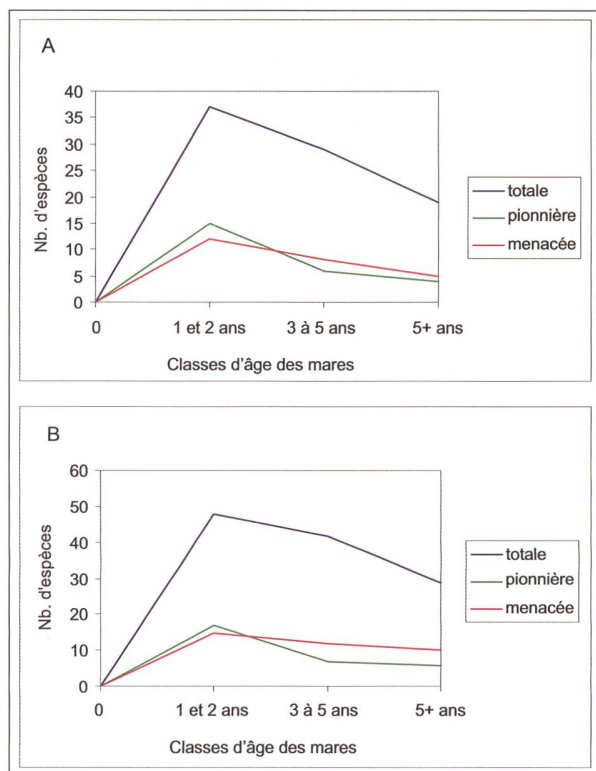 A
Nb. d'espèces
40
35
30
25
20
15
10
5
0
0 1 et 2 ans 3 à 5 ans 5+ ans
Classes d'âge des mares
totale
pionnière
menacée
B
Nb. d'espèces
60
50
40
30
20
10
0
0 1 et 2 ans 3 à 5 ans 5+ ans
Classes d'âge des mares
totale
pionnière
menacée